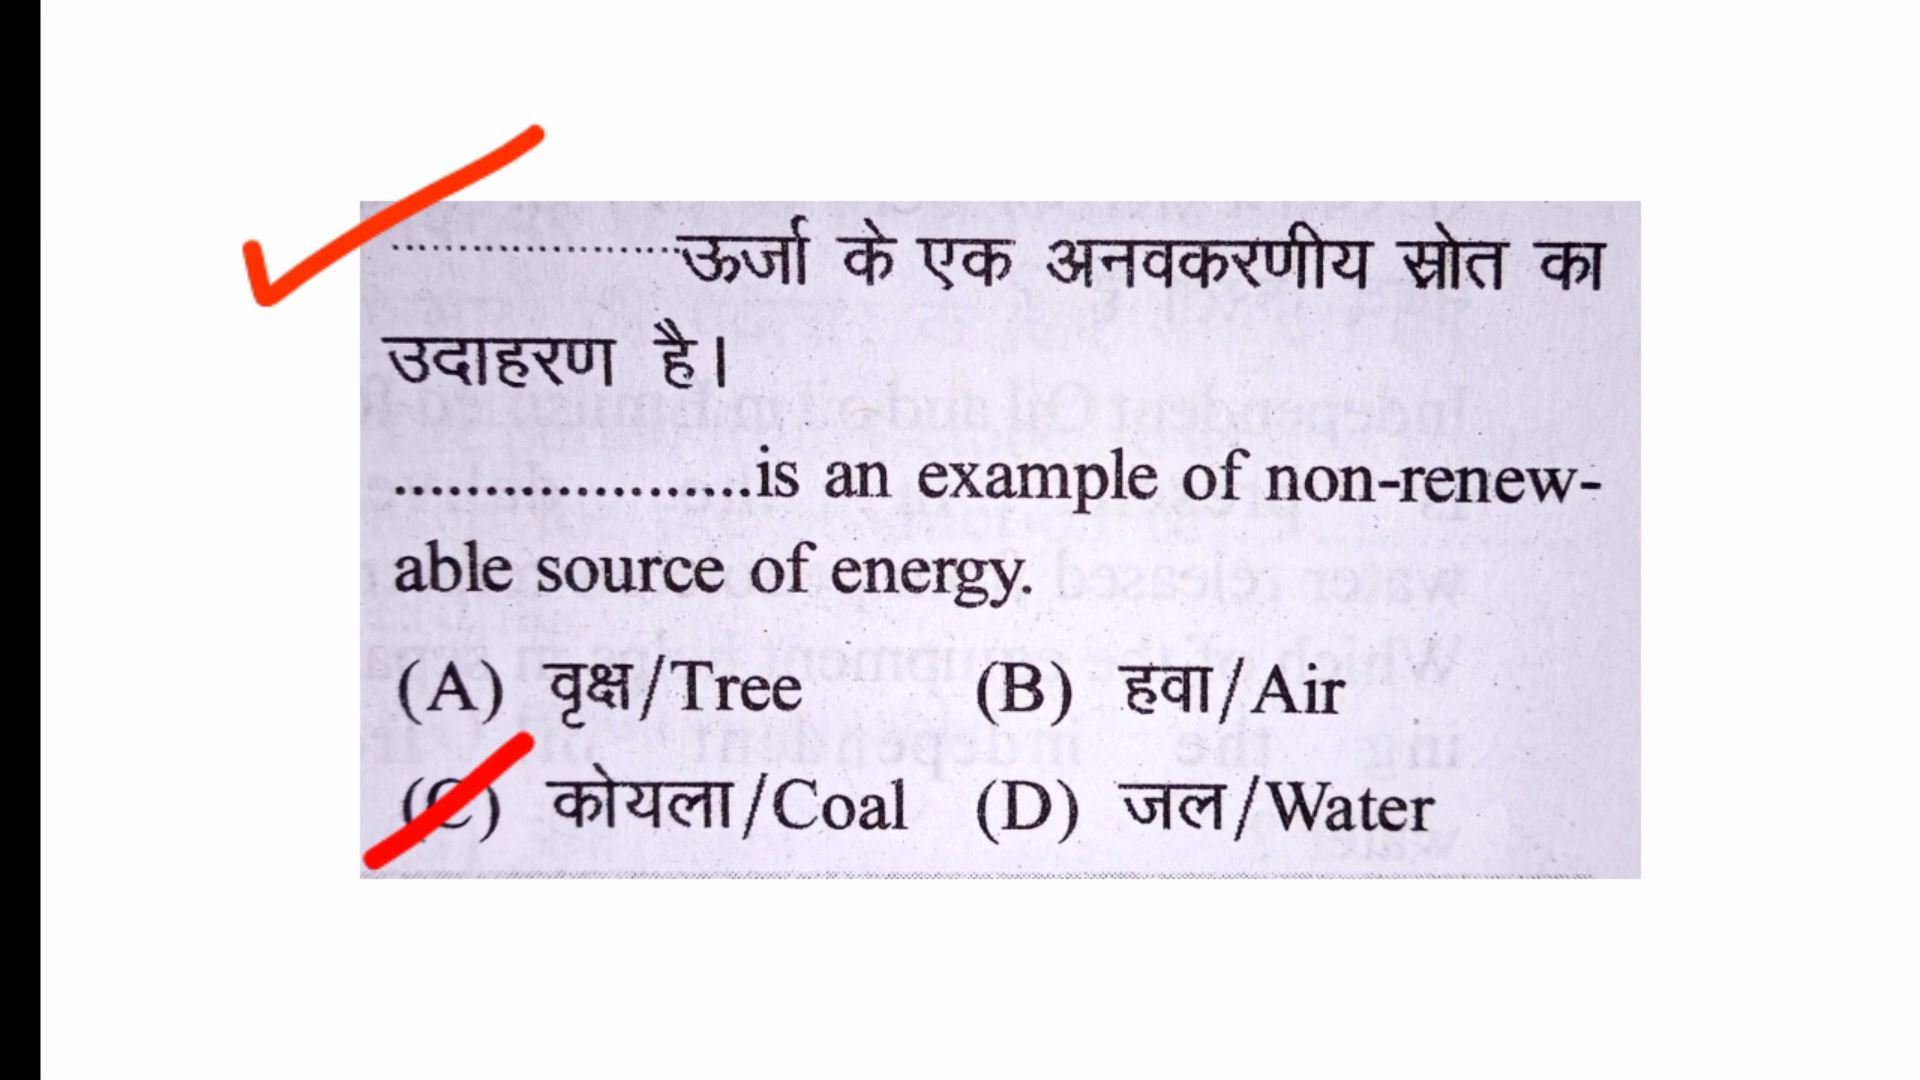 ....................ऊर्जा के एक अनवकरणीय स्रोत का
उदाहरण है।
....................is an example of non-renew-
able source of energy.
(A) वृक्ष/Tree (B) हवा/Air
(C) कोयला/Coal (D) जल/Water